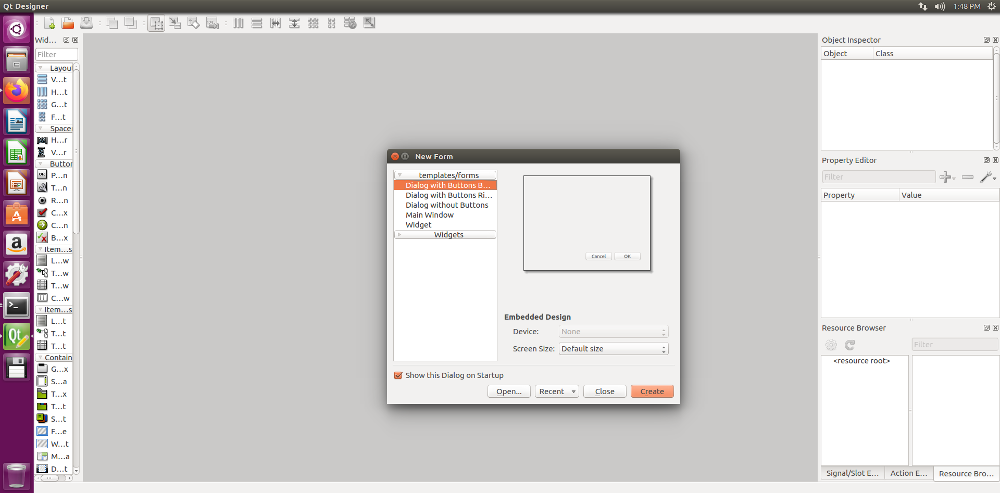 Qt Designer
1:48 PM
Wid...
Filter
Layout
V...t
H...t
G...t
F...t
Spacer
H...r
V...r
Button
P...n
T...n
R...n
C...x
C...n
B...x
Item...s
L...w
T...w
T...w
C...w
Item...s
L...t
T...t
T...t
Contain
G...x
S...a
T...x
T...t
S...t
F...e
W...t
M...a
D...t
New Form
templates/forms
Dialog with Buttons B...
Dialog with Buttons Ri...
Dialog without Buttons
Main Window
Widget
Widgets
Cancel OK
Embedded Design
Device: None
Screen Size: Default size
Show this Dialog on Startup
Open... Recent Close Create
Object Inspector
Object Class
Property Editor
Filter
Property Value
Resource Browser
Filter
<resource root>
Signal/Slot E... Action E... Resource Bro...